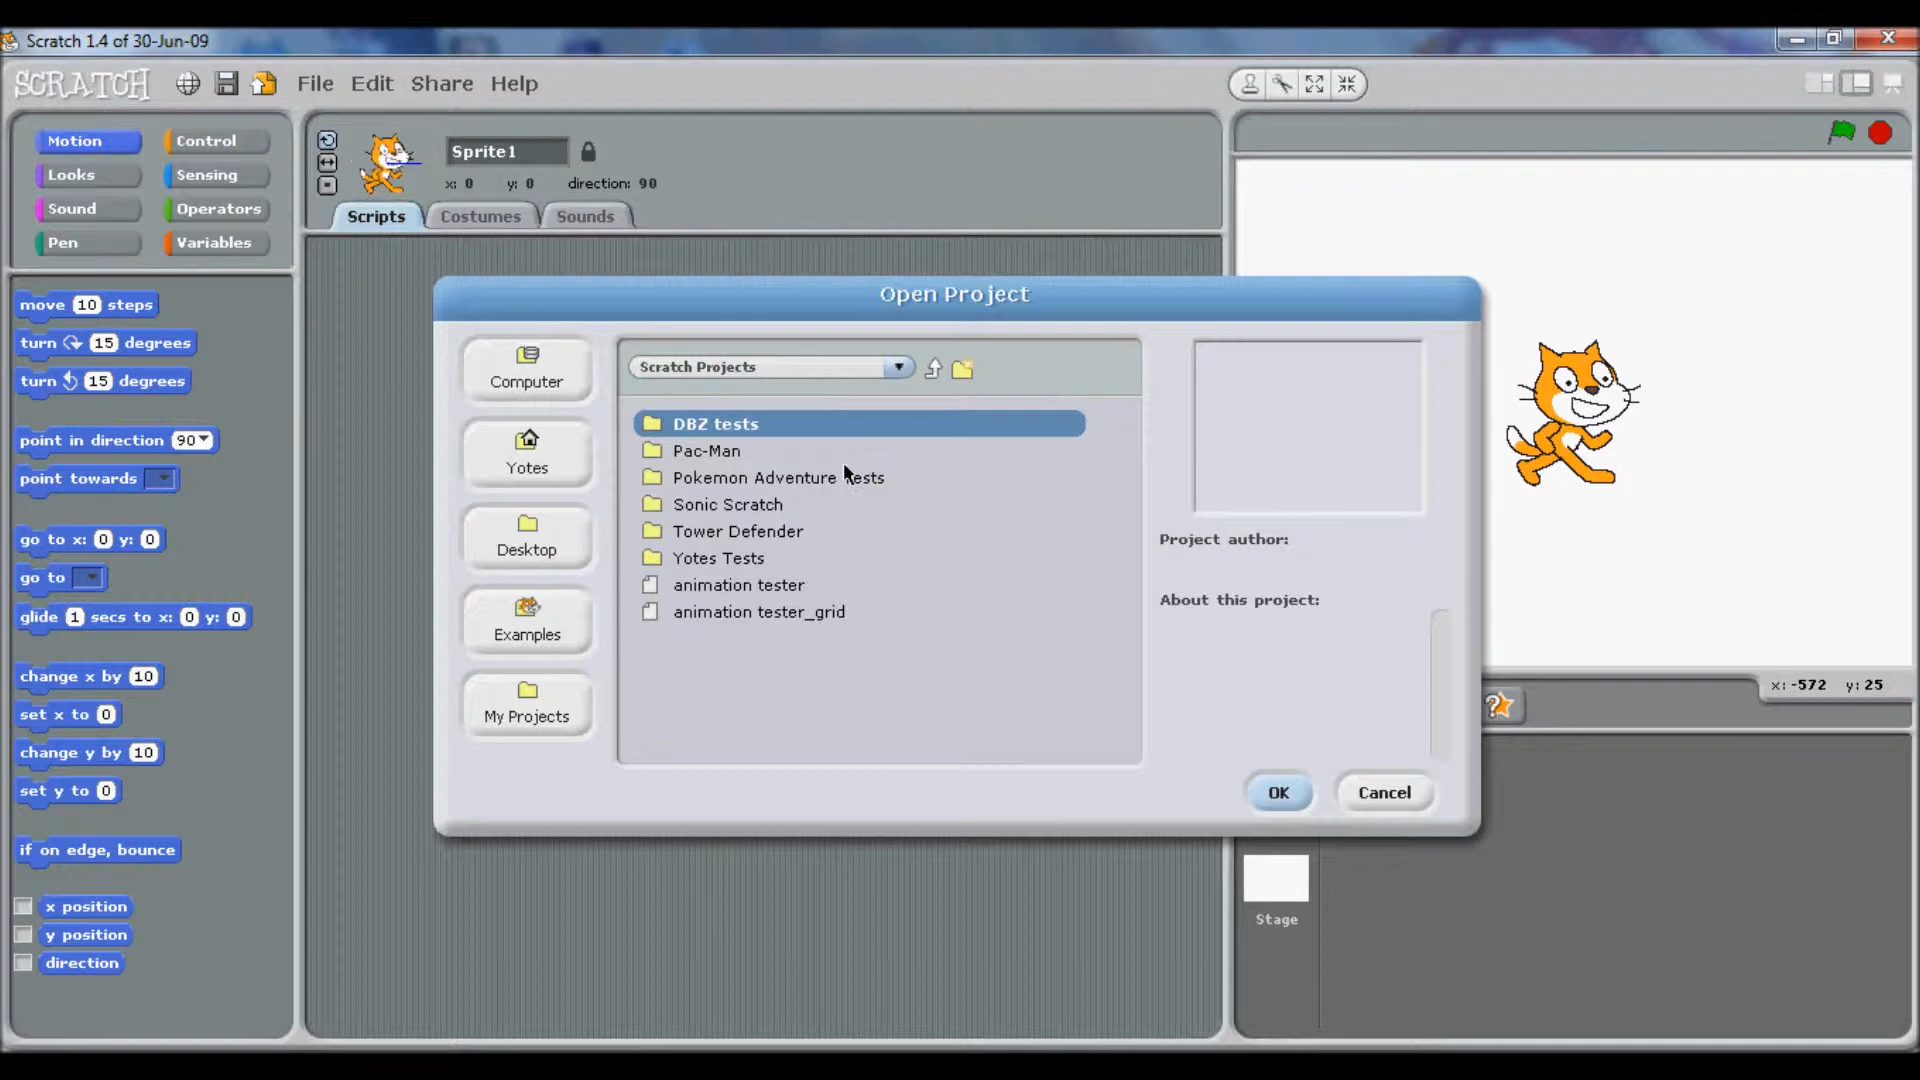 Scratch 1.4 of 30-Jun-09
SCRATCH File Edit Share Help
Motion Control
Looks Sensing
Sound Operators
Pen Variables
move 10 steps
turn 15 degrees
turn 15 degrees
point in direction 90
point towards
go to x: 0 y: 0
go to
glide 1 secs to x: 0 y: 0
change x by 10
set x to 0
change y by 10
set y to 0
if on edge, bounce
x position
y position
direction
Sprite1
x: 0 y: 0 direction: 90
Scripts Costumes Sounds
Open Project
Computer
Yotes
Desktop
Examples
My Projects
Scratch Projects
DBZ tests
Pac-Man
Pokemon Adventure Tests
Sonic Scratch
Tower Defender
Yotes Tests
animation tester
animation tester_grid
Project author:
About this project:
OK Cancel
x: -572 y: 25
Stage